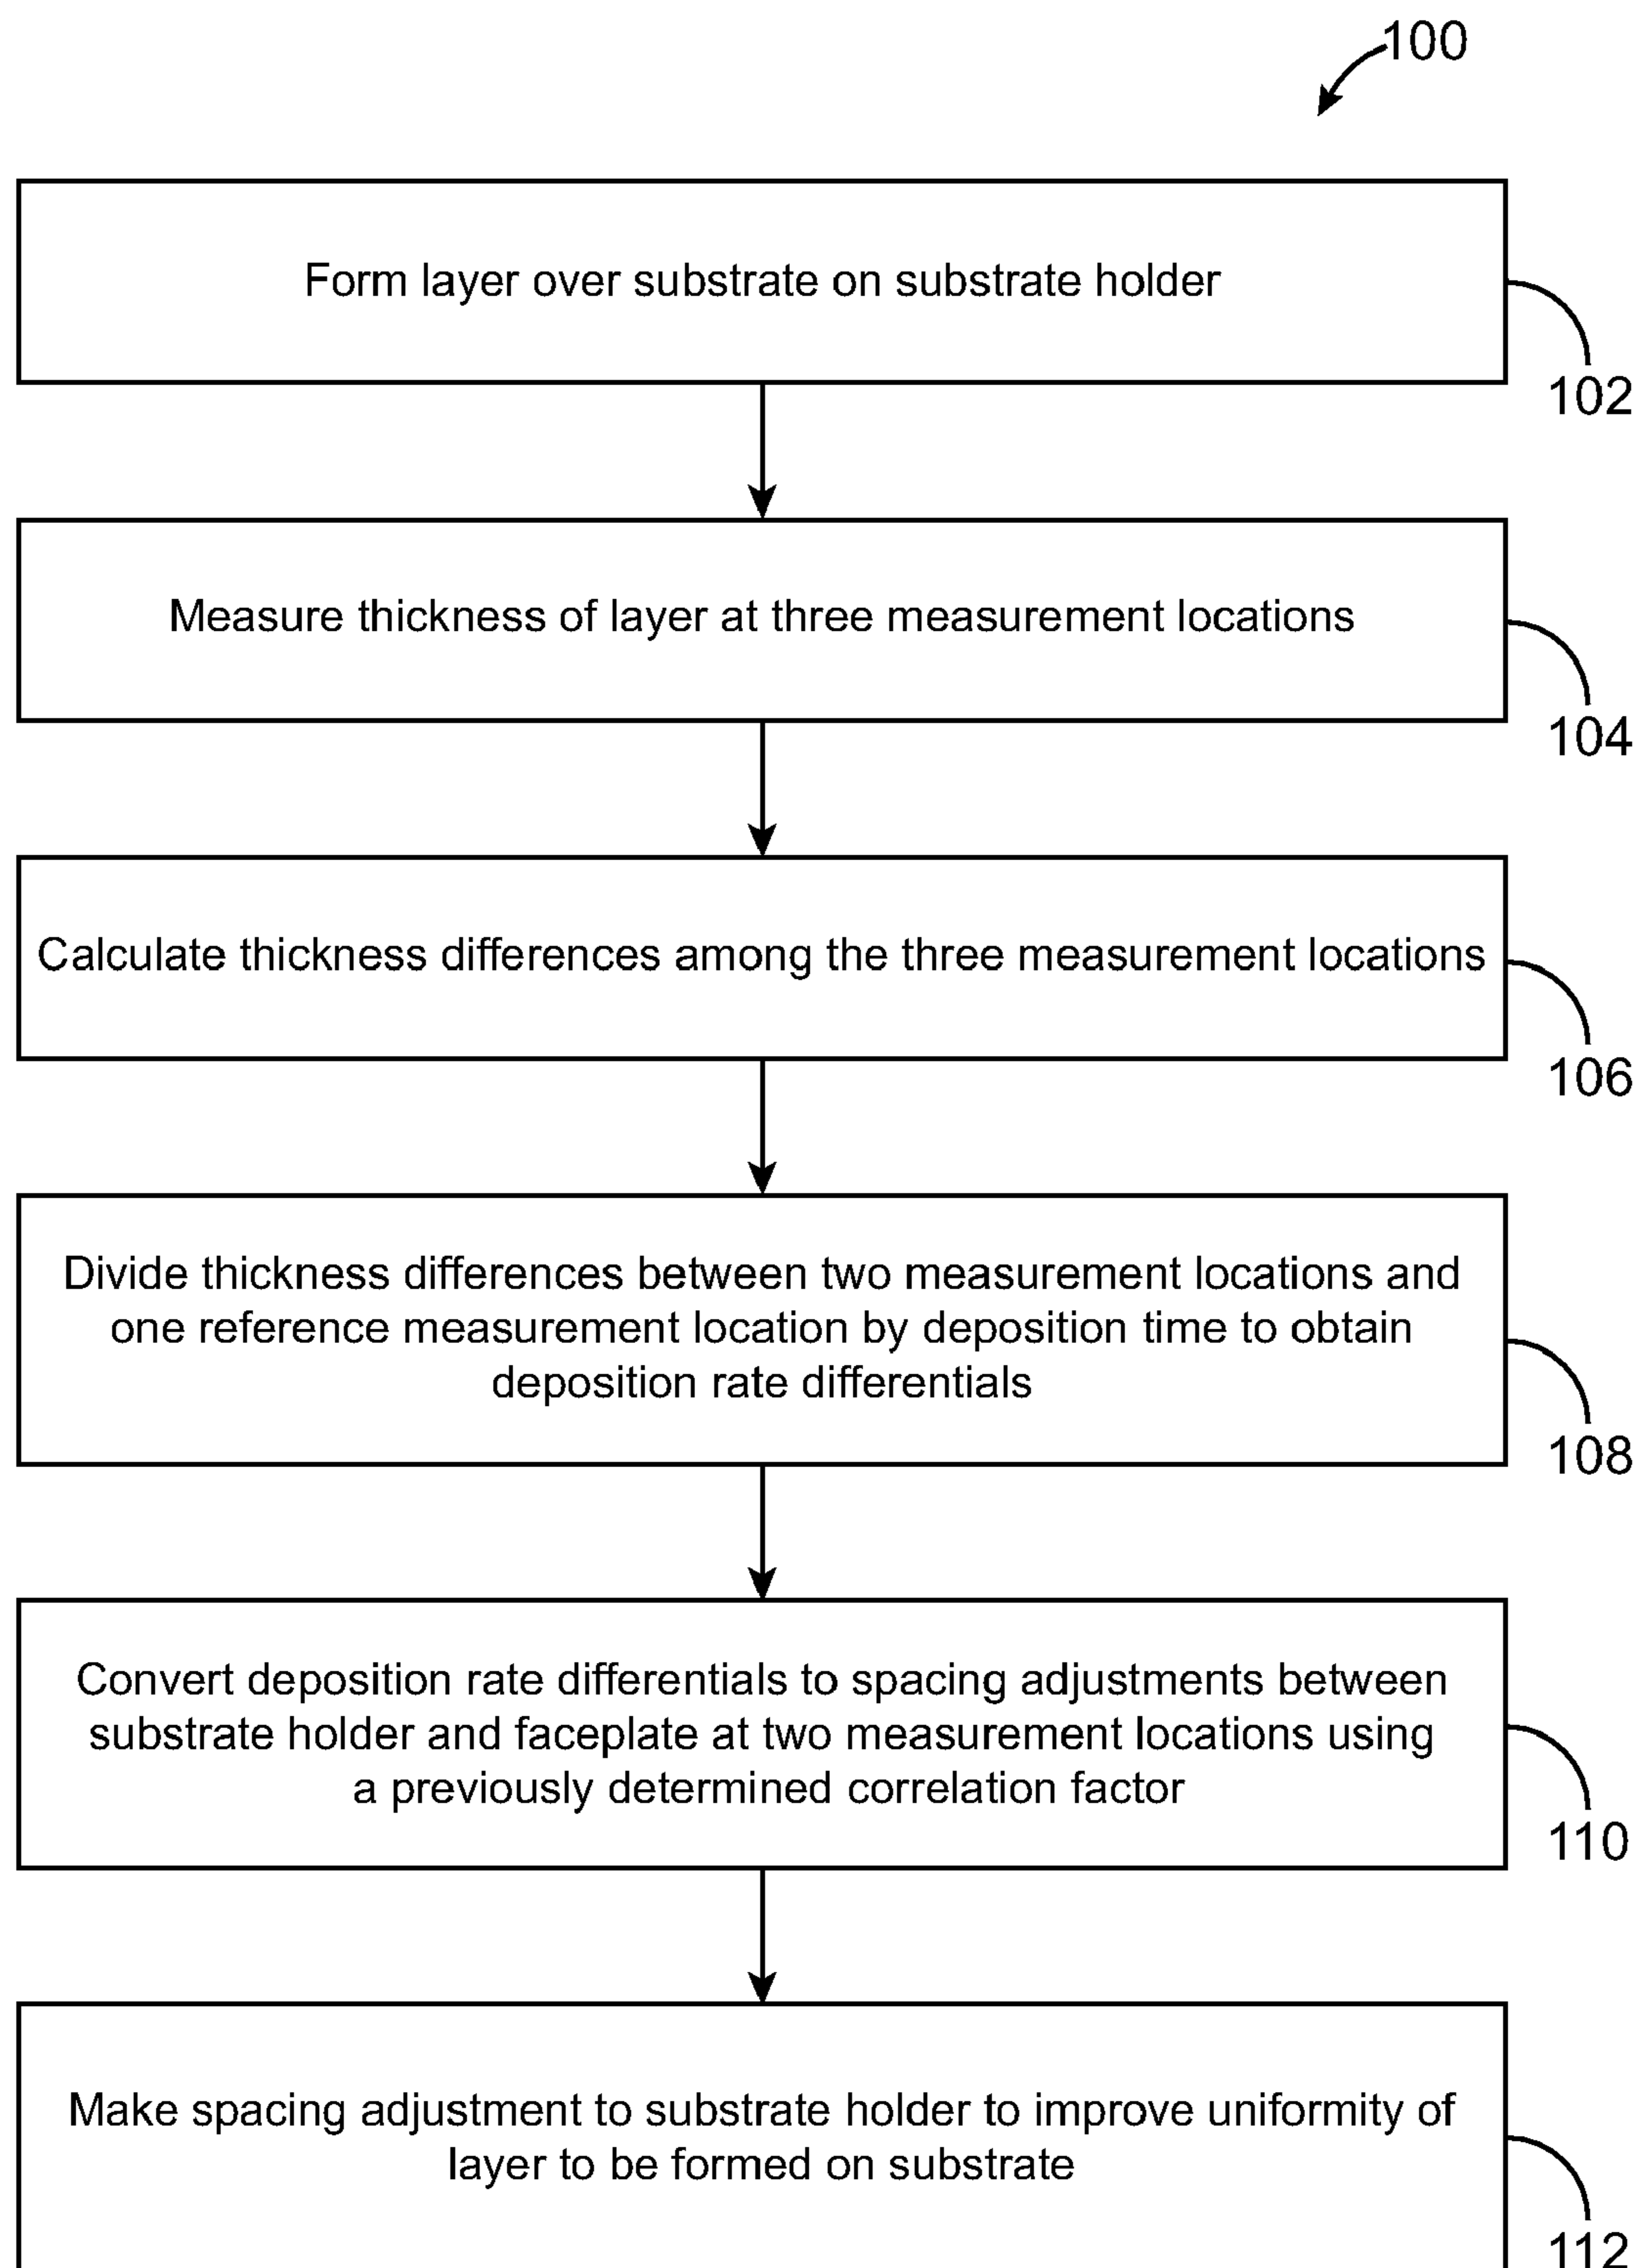 100
Form layer over substrate on substrate holder
102
Measure thickness of layer at three measurement locations
104
Calculate thickness differences among the three measurement locations
106
Divide thickness differences between two measurement locations and
one reference measurement location by deposition time to obtain
deposition rate differentials
108
Convert deposition rate differentials to spacing adjustments between
substrate holder and faceplate at two measurement locations using
a previously determined correlation factor
110
Make spacing adjustment to substrate holder to improve uniformity of
layer to be formed on substrate
112